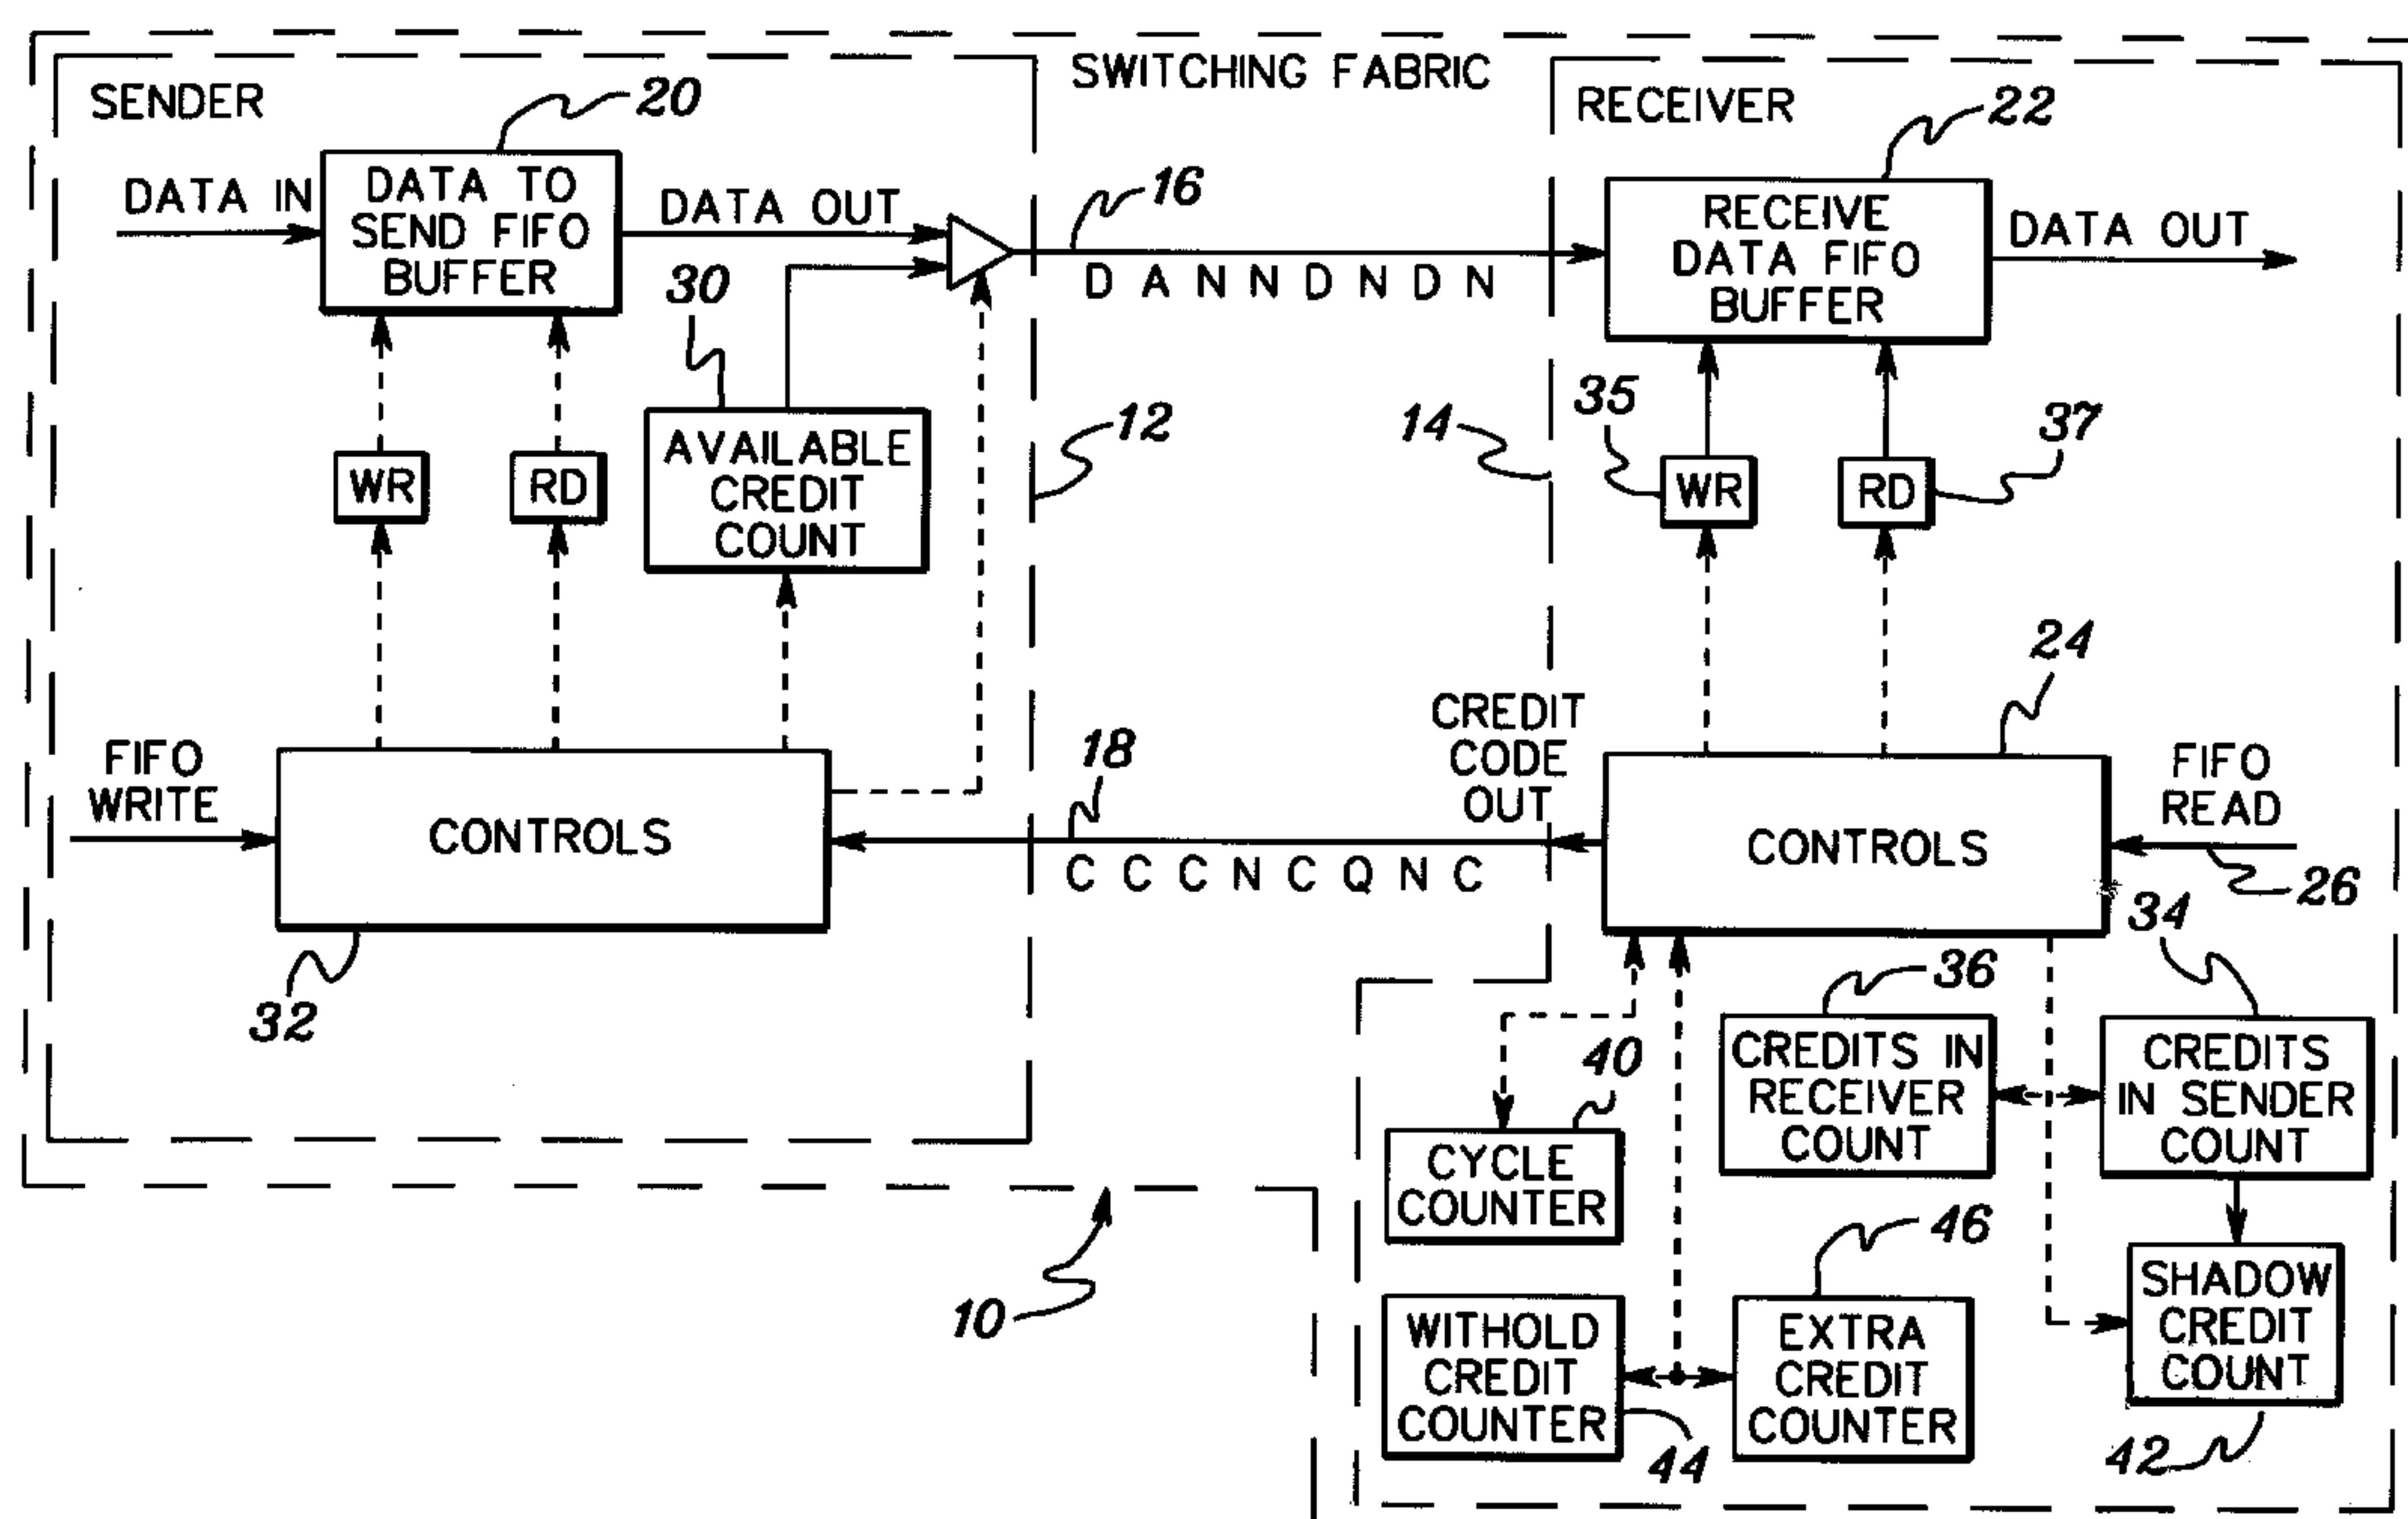 SWITCHING FABRIC
SENDER
20
DATA IN
DATA TO
SEND FIFO
BUFFER
DATA OUT
30
AVAILABLE
CREDIT
COUNT
WR
RD
12
FIFO
WRITE
CONTROLS
32
16
D A N N D N D N
18
C C C N C Q N C
CREDIT
CODE
OUT
10
RECEIVER
22
RECEIVE
DATA FIFO
BUFFER
DATA OUT
14
35
WR
RD
37
24
CONTROLS
FIFO
READ
26
36
CREDITS IN
RECEIVER
COUNT
34
CREDITS
IN SENDER
COUNT
40
CYCLE
COUNTER
46
WITHOLD
CREDIT
COUNTER
44
EXTRA
CREDIT
COUNTER
SHADOW
CREDIT
COUNT
42